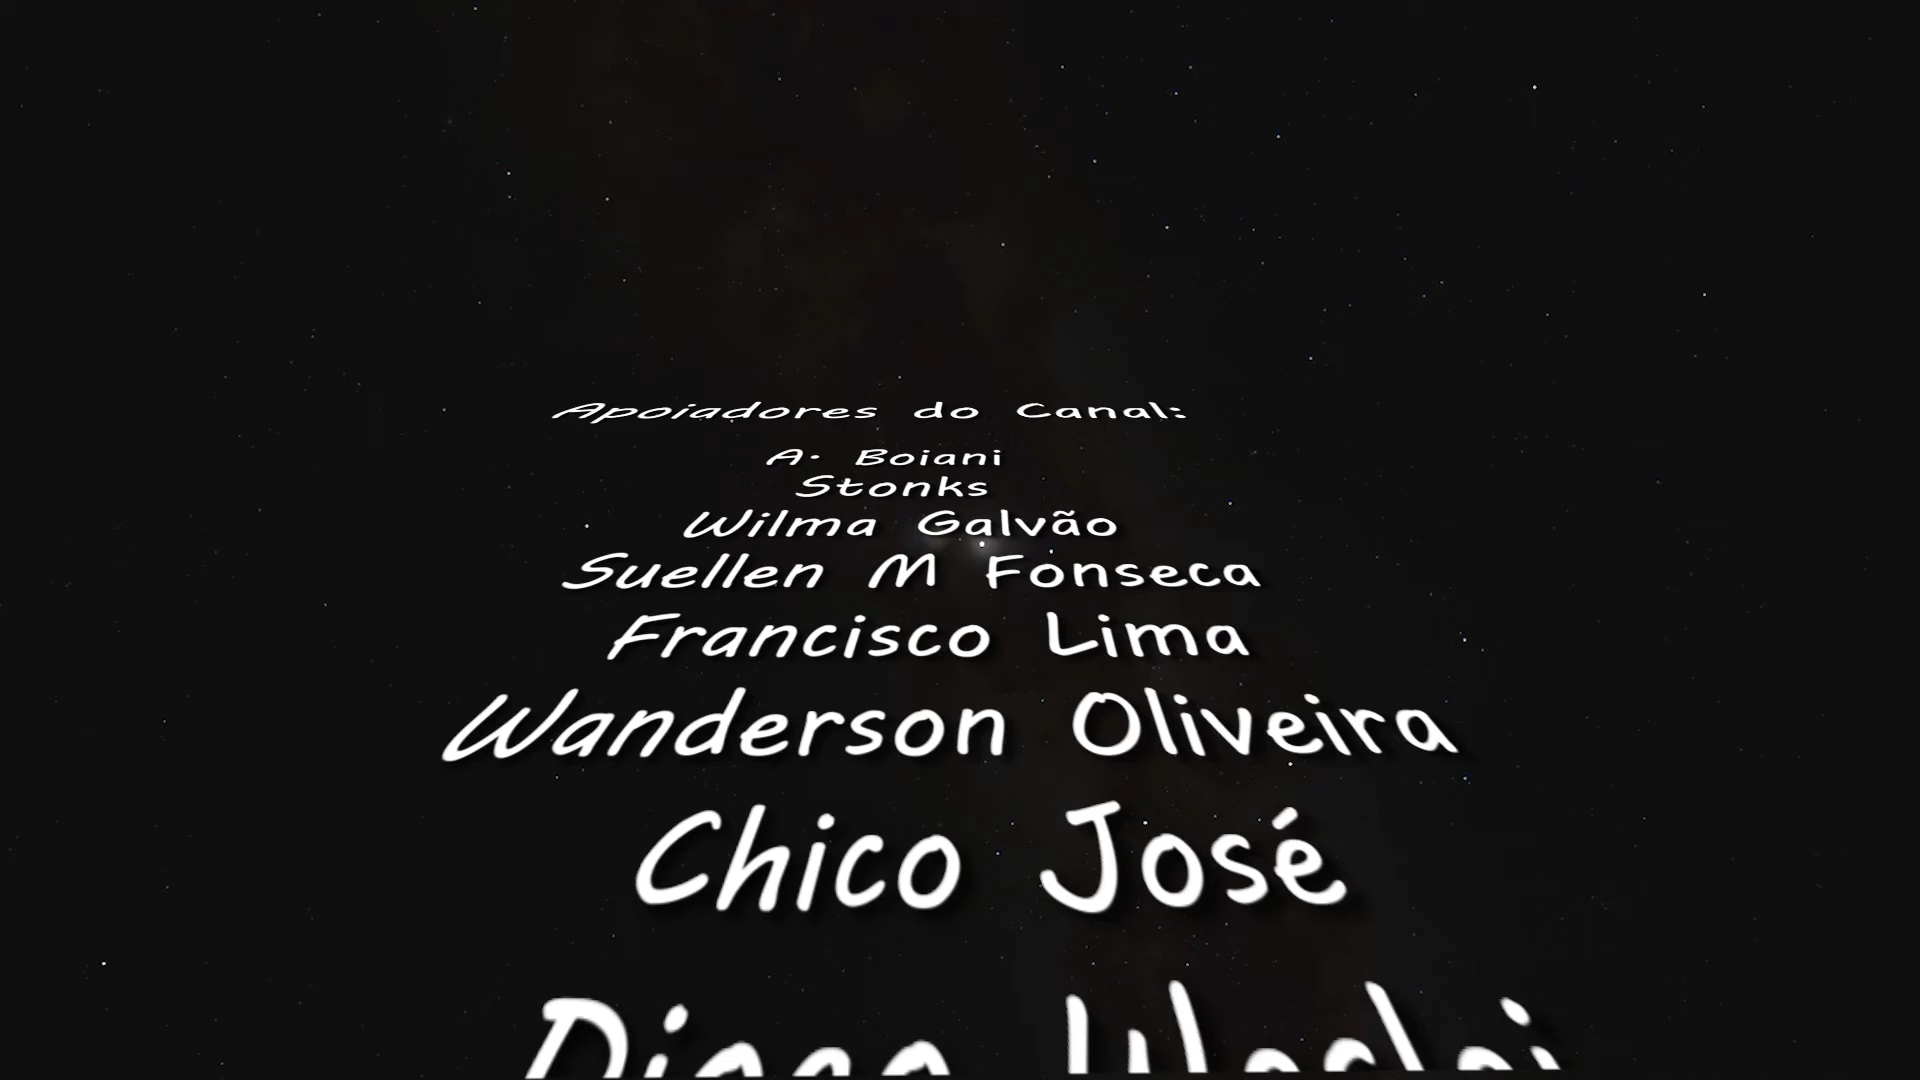 Apoiadores do Canal:
A. Boiani
Stonks
Wilma Galvão
Suellen M Fonseca
Francisco Lima
Wanderson Oliveira
Chico José